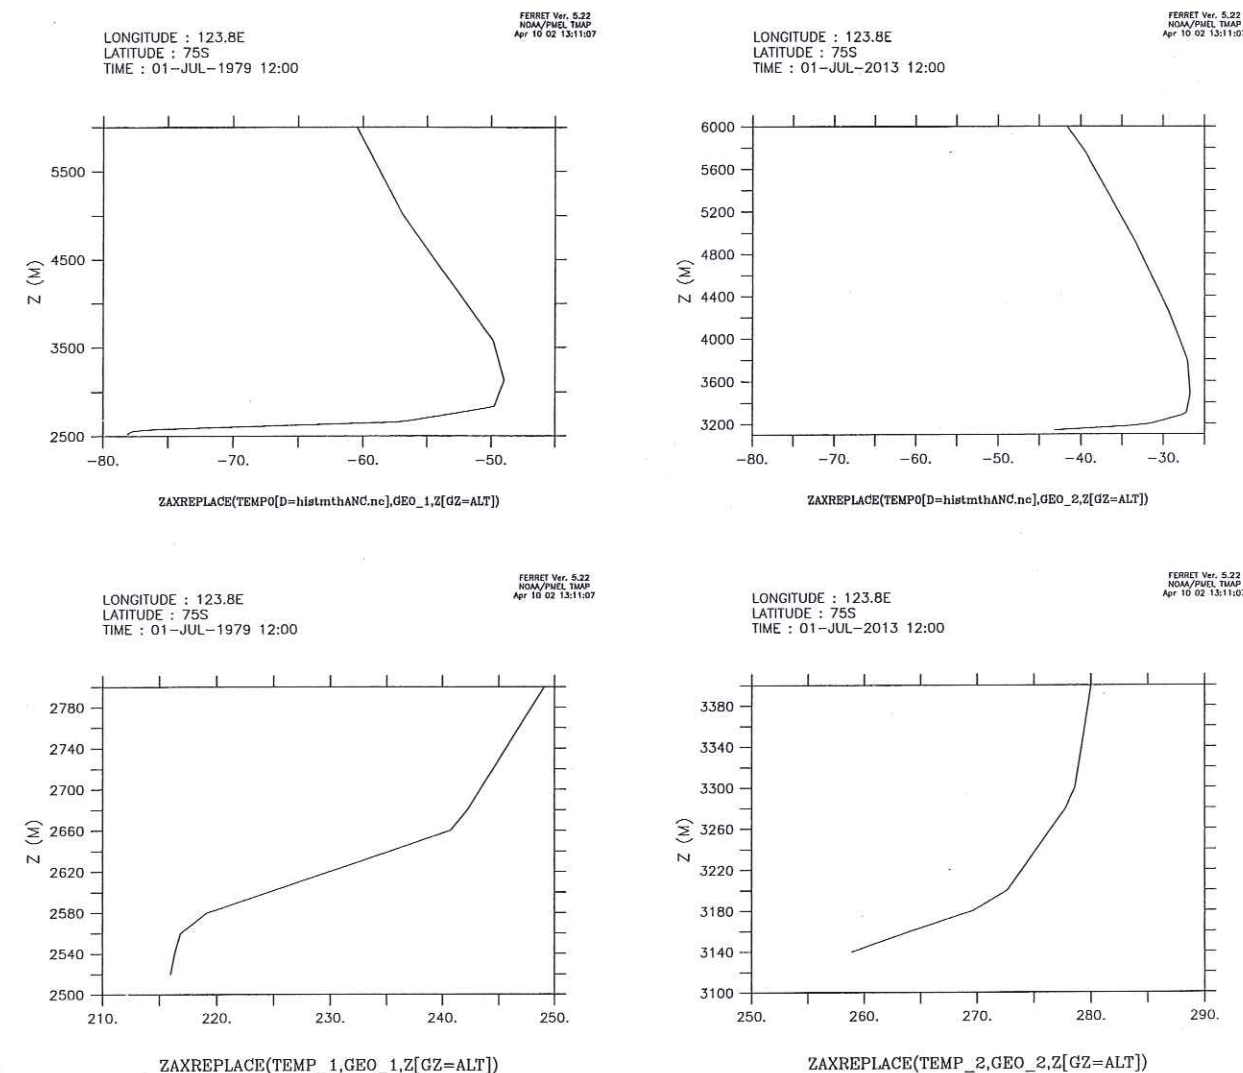 FERRET Ver. 5.22
NOAA/PMEL TMAP
Apr 10 02 13:11:07
LONGITUDE : 123.8E
LATITUDE : 75S
TIME : 01-JUL-1979 12:00
5500
4500
3500
2500
Z (M)
-80. -70. -60. -50.
ZAXREPLACE(TEMP0[D=histmthANC.nc],GEO_1,Z[GZ=ALT])
FERRET Ver. 5.22
NOAA/PMEL TMAP
Apr 10 02 13:11:07
LONGITUDE : 123.8E
LATITUDE : 75S
TIME : 01-JUL-2013 12:00
6000
5600
5200
4800
4400
4000
3600
3200
Z (M)
-80. -70. -60. -50. -40. -30.
ZAXREPLACE(TEMP0[D=histmthANC.nc],GEO_2,Z[GZ=ALT])
FERRET Ver. 5.22
NOAA/PMEL TMAP
Apr 10 02 13:11:07
LONGITUDE : 123.8E
LATITUDE : 75S
TIME : 01-JUL-1979 12:00
2780
2740
2700
2660
2620
2580
2540
2500
Z (M)
210. 220. 230. 240. 250.
ZAXREPLACE(TEMP_1,GEO_1,Z[GZ=ALT])
FERRET Ver. 5.22
NOAA/PMEL TMAP
Apr 10 02 13:11:07
LONGITUDE : 123.8E
LATITUDE : 75S
TIME : 01-JUL-2013 12:00
3380
3340
3300
3260
3220
3180
3140
3100
Z (M)
250. 260. 270. 280. 290.
ZAXREPLACE(TEMP_2,GEO_2,Z[GZ=ALT])